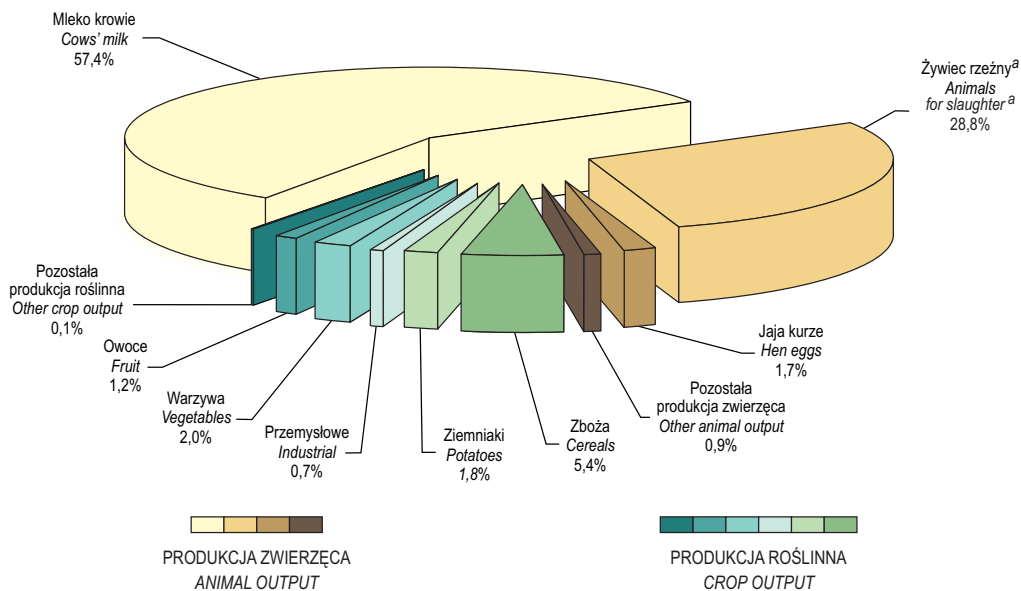 Mleko krowie
Cows' milk
57,4%
Żywiec rzeźny a
Animals
for slaughter a
28,8%
Pozostała
produkcja roślinna
Other crop output
0,1%
Owoce
Fruit
1,2%
Warzywa
Vegetables
2,0%
Przemysłowe
Industrial
0,7%
Ziemniaki
Potatoes
1,8%
Zboża
Cereals
5,4%
Pozostała
produkcja zwierzęca
Other animal output
0,9%
Jaja kurze
Hen eggs
1,7%
PRODUKCJA ZWIERZĘCA
ANIMAL OUTPUT
PRODUKCJA ROŚLINNA
CROP OUTPUT